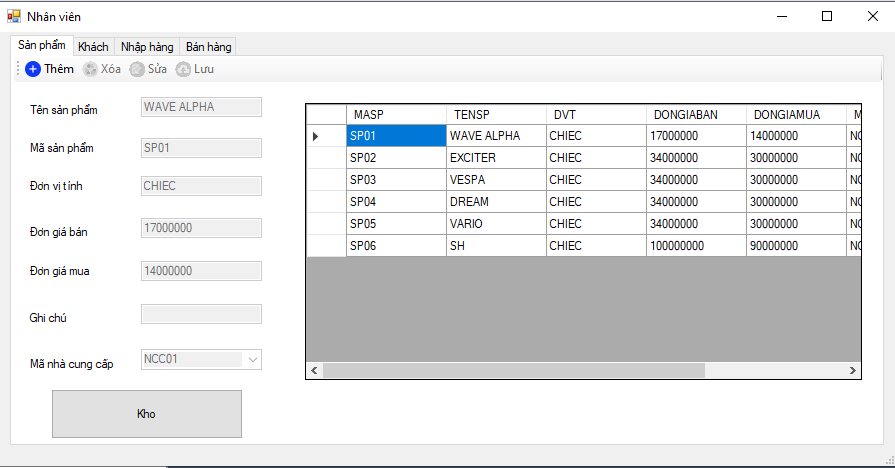 Nhân viên
Sản phẩm Khách Nhập hàng Bán hàng
Thêm Xóa Sửa Lưu
Tên sản phẩm WAVE ALPHA
Mã sản phẩm SP01
Đơn vị tính CHIEC
Đơn giá bán 17000000
Đơn giá mua 14000000
Ghi chú
Mã nhà cung cấp NCC01
Kho
MASP TENSP DVT DONGIABAN DONGIAMUA M
SP01 WAVE ALPHA CHIEC 17000000 14000000 NC
SP02 EXCITER CHIEC 34000000 30000000 NC
SP03 VESPA CHIEC 34000000 30000000 NC
SP04 DREAM CHIEC 34000000 30000000 NC
SP05 VARIO CHIEC 34000000 30000000 NC
SP06 SH CHIEC 100000000 90000000 NC